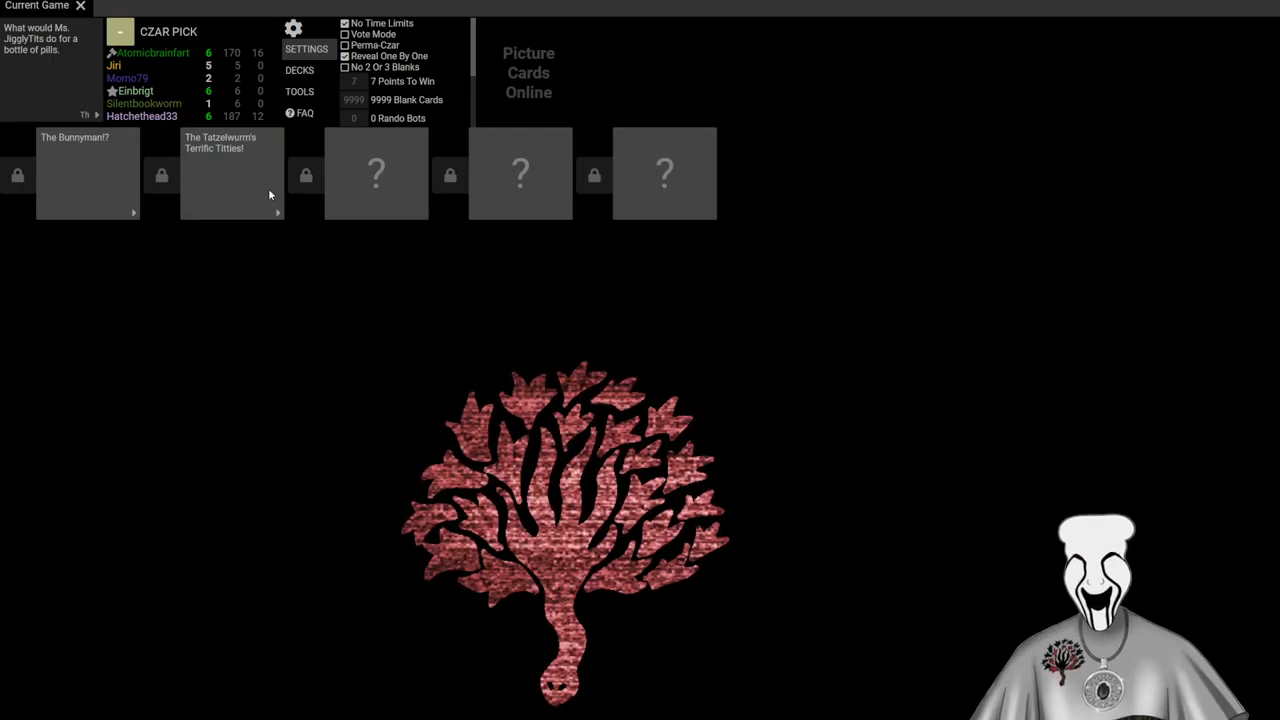 Current Game X
What would Ms.
JigglyTits do for a
bottle of pills.
Th
- CZAR PICK
Atomicbrainfart 6 170 16
Jiri 5 5 0
Momo79 2 2 0
Einbrigt 6 6 0
Silentbookworm 1 6 0
Hatchethead33 6 187 12
SETTINGS
DECKS
TOOLS
? FAQ
No Time Limits
Vote Mode
Perma-Czar
Reveal One By One
No 2 Or 3 Blanks
7 7 Points To Win
9999 9999 Blank Cards
0 0 Rando Bots
Picture
Cards
Online
The Bunnyman!?
The Tatzelwurm's
Terrific Titties!
?
?
?